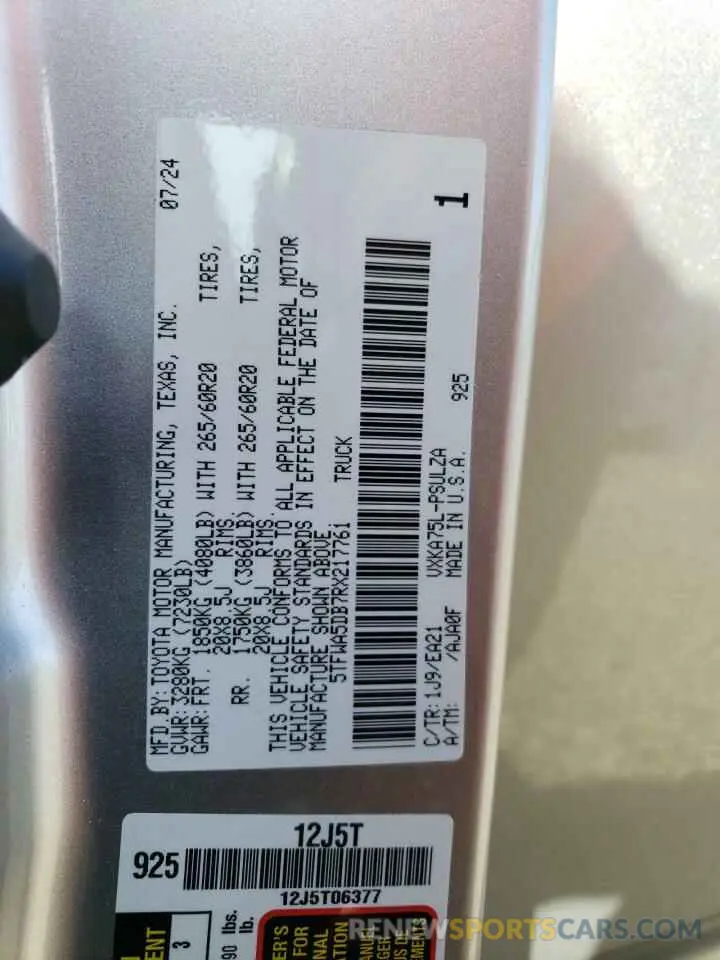 MFD.BY:TOYOTA MOTOR MANUFACTURING, TEXAS, INC. 07/24
GVWR:3280KG (7230LB)
GAWR:FRT. 1850KG (4080LB) WITH 265/60R20 TIRES,
20X8.5J RIMS.
RR. 1750KG (3860LB) WITH 265/60R20 TIRES,
20X8.5J RIMS.
THIS VEHICLE CONFORMS TO ALL APPLICABLE FEDERAL MOTOR
VEHICLE SAFETY STANDARDS IN EFFECT ON THE DATE OF
MANUFACTURE SHOWN ABOVE.
5TFWA5DB7RX217761 TRUCK
C/TR:1J9/EA21 VXKA75L-PSULZA
A/TM: /AJA0F MADE IN U.S.A. 925
1
12J5T
925
12J5T06377
3
lbs.
lb.
FOR
RENEWSPORTSCARS.COM